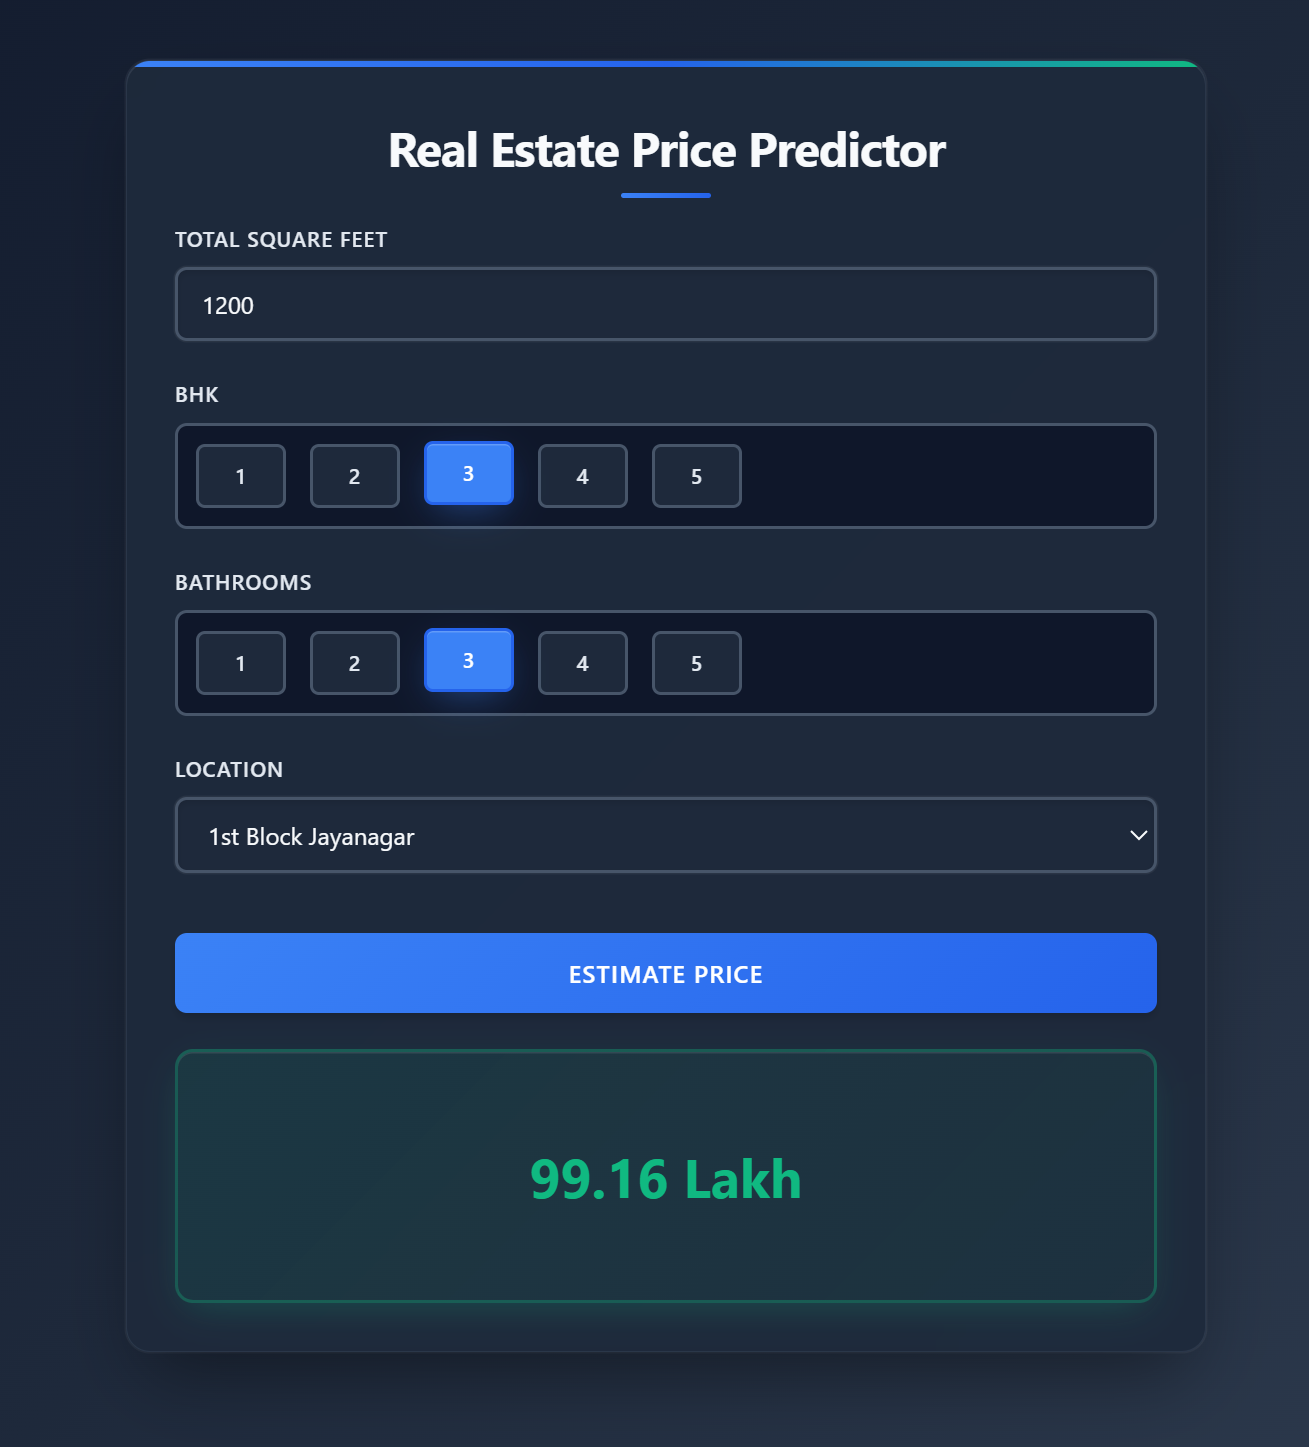 Real Estate Price Predictor
TOTAL SQUARE FEET
1200
BHK
1 2 3 4 5
BATHROOMS
1 2 3 4 5
LOCATION
1st Block Jayanagar
ESTIMATE PRICE
99.16 Lakh